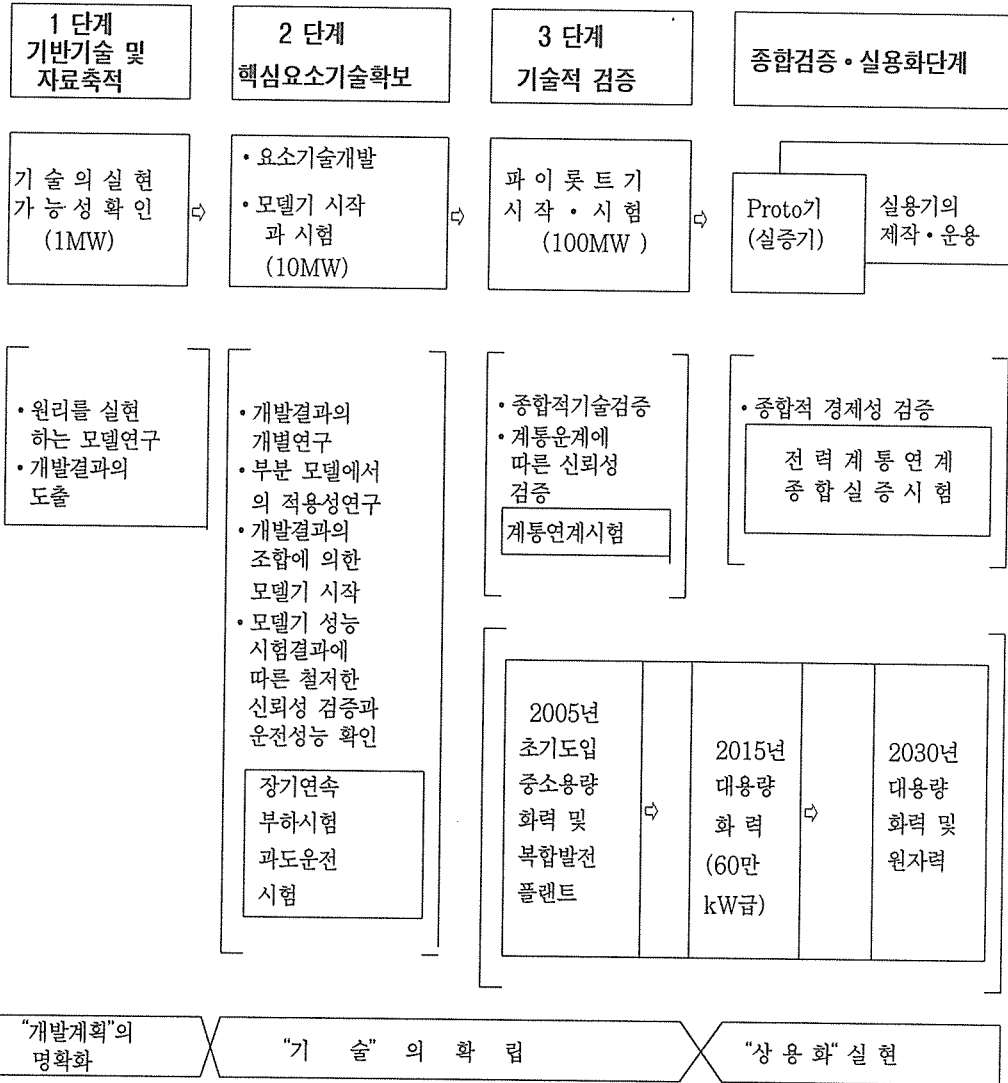 1 단계
기반기술 및
자료축적
2 단계
핵심요소기술확보
3 단계
기술적 검증
종합검증·실용화단계
기 술 의 실 현
가 능 성 확 인
(1MW)
⇨
• 요소기술개발
• 모델기 시작
과 시험
(10MW)
⇨
파 이 롯 트 기
시 작 · 시 험
(100MW )
⇨
Proto기
(실증기)
실용기의
제작·운용
• 원리를 실현
하는 모델연구
• 개발결과의
도출
• 개발결과의
개별연구
• 부분 모델에서
의 적용성연구
• 개발결과의
조합에 의한
모델기 시작
• 모델기 성능
시험결과에
따른 철저한
신뢰성 검증과
운전성능 확인
장기연속
부하시험
과도운전
시험
• 종합적기술검증
• 계통운계에
따른 신뢰성
검증
계통연계시험
• 종합적 경제성 검증
전 력 계 통 연 계
종 합 실 증 시 험
2005년
초기도입
중소용량
화력 및
복합발전
플랜트
⇨
2015년
대용량
화 력
(60만
kW급)
⇨
2030년
대용량
화력 및
원자력
“개발계획”의
명확화
“기 술” 의 확 립
“상 용 화“ 실 현